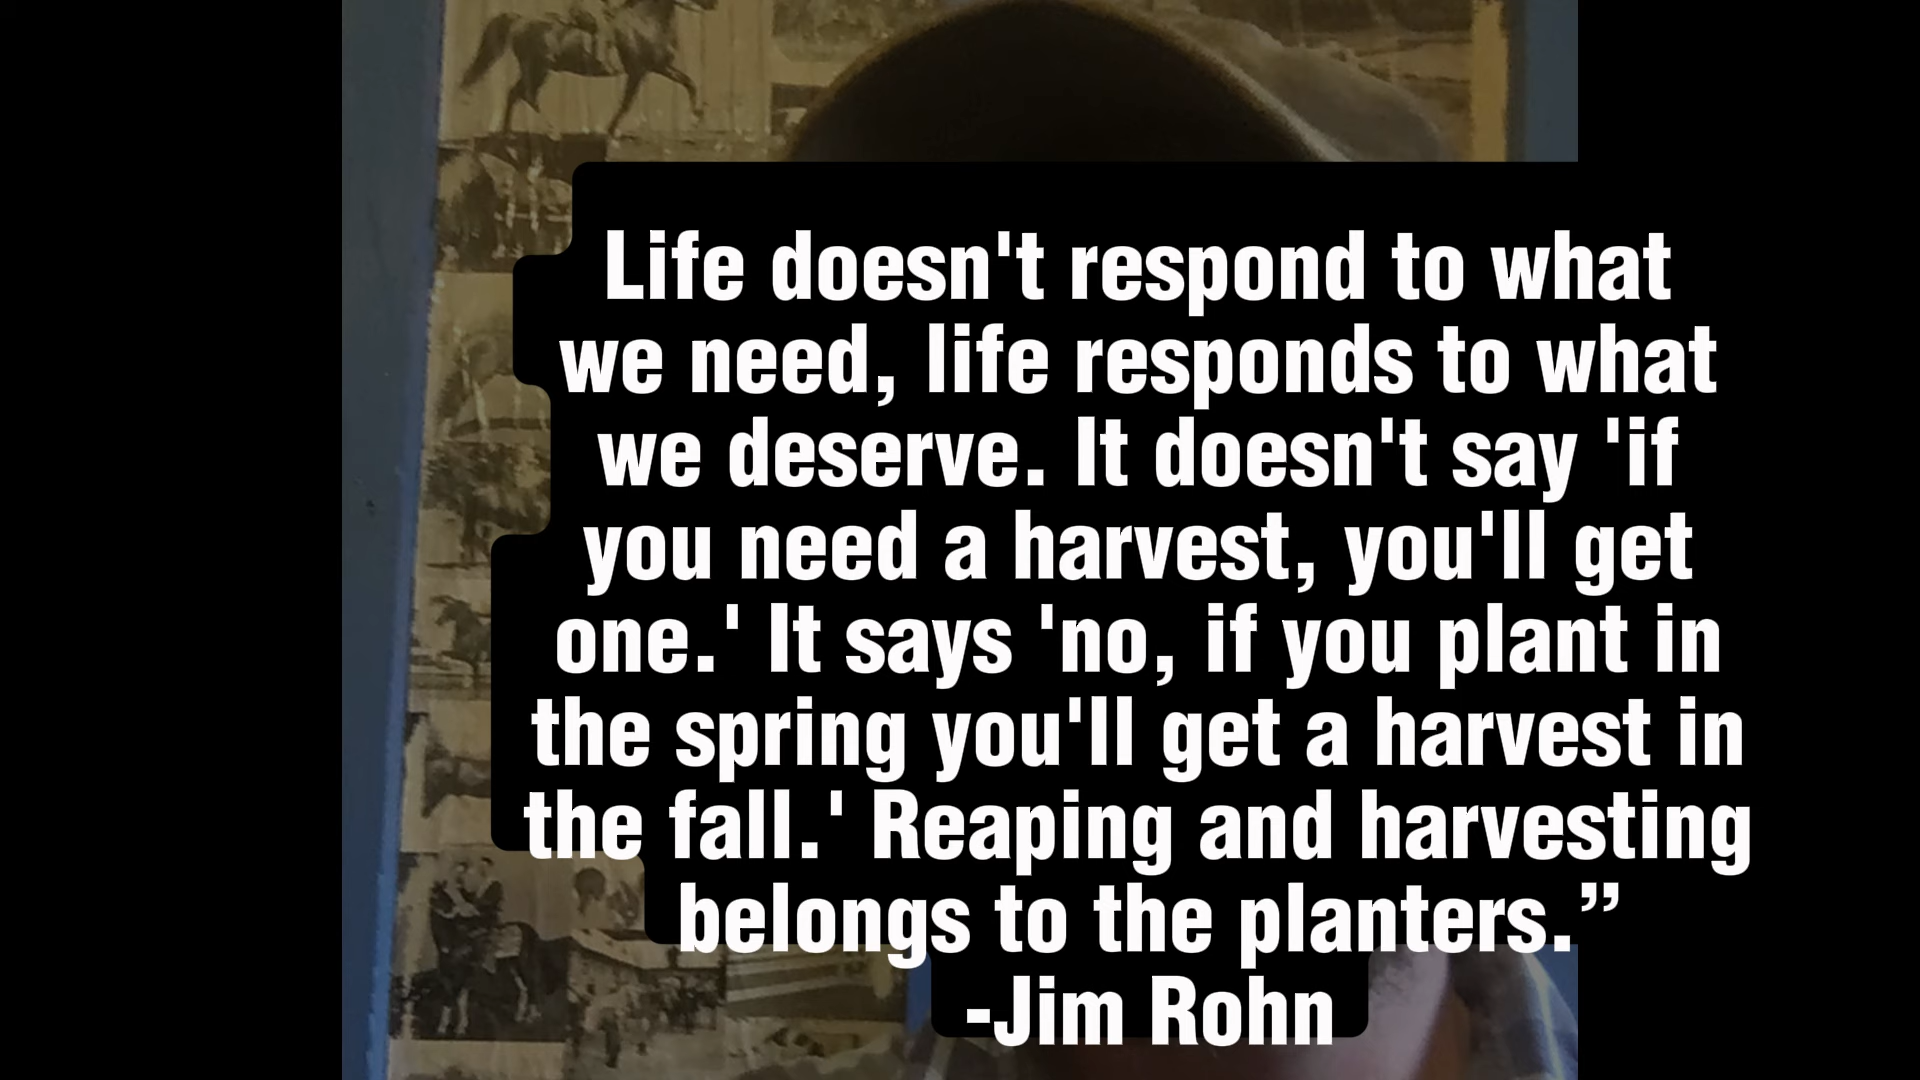 Life doesn't respond to what
we need, life responds to what
we deserve. It doesn't say 'if
you need a harvest, you'll get
one.' It says 'no, if you plant in
the spring you'll get a harvest in
the fall.' Reaping and harvesting
belongs to the planters.”
-Jim Rohn